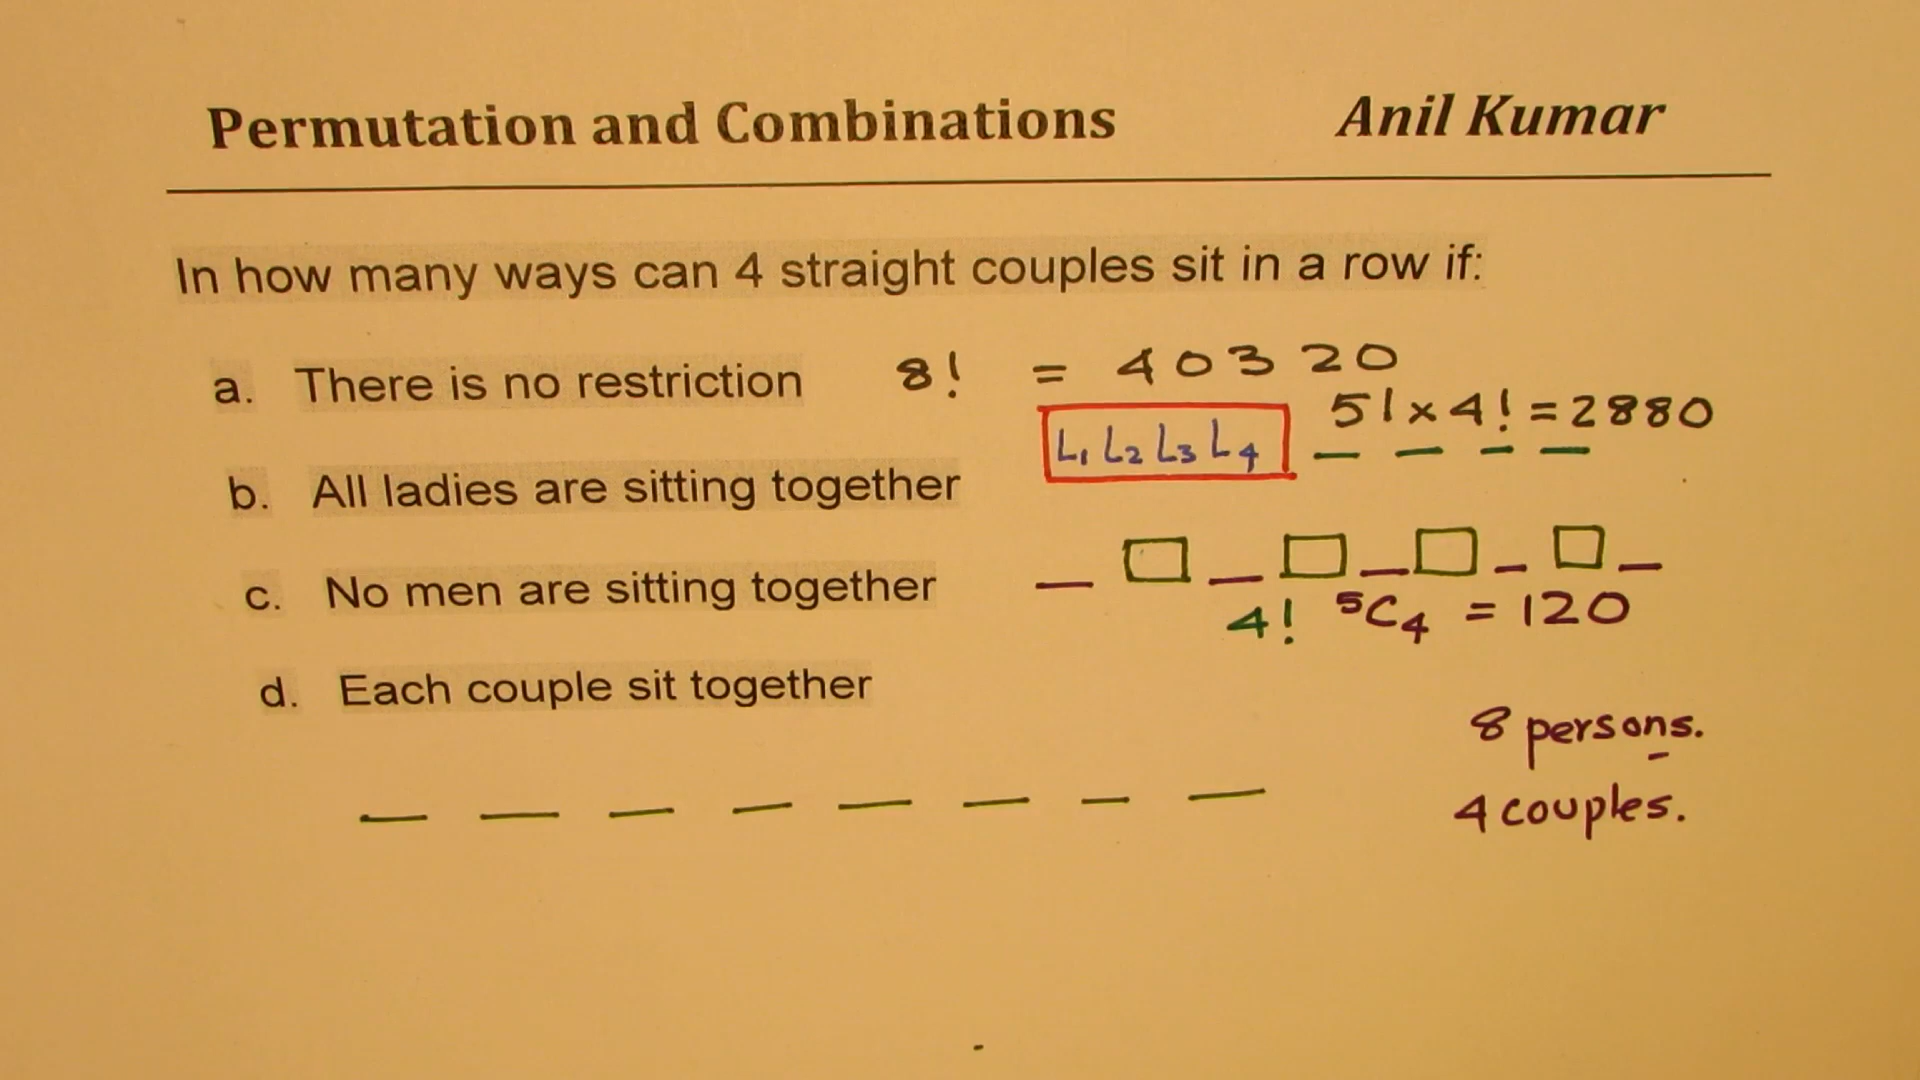 Permutation and Combinations Anil Kumar
In how many ways can 4 straight couples sit in a row if:
a. There is no restriction 8! = 40320
5! × 4! = 2880
L₁ L₂ L₃ L₄
b. All ladies are sitting together
c. No men are sitting together
4! ⁵C₄ = 120
d. Each couple sit together
8 persons.
4 couples.